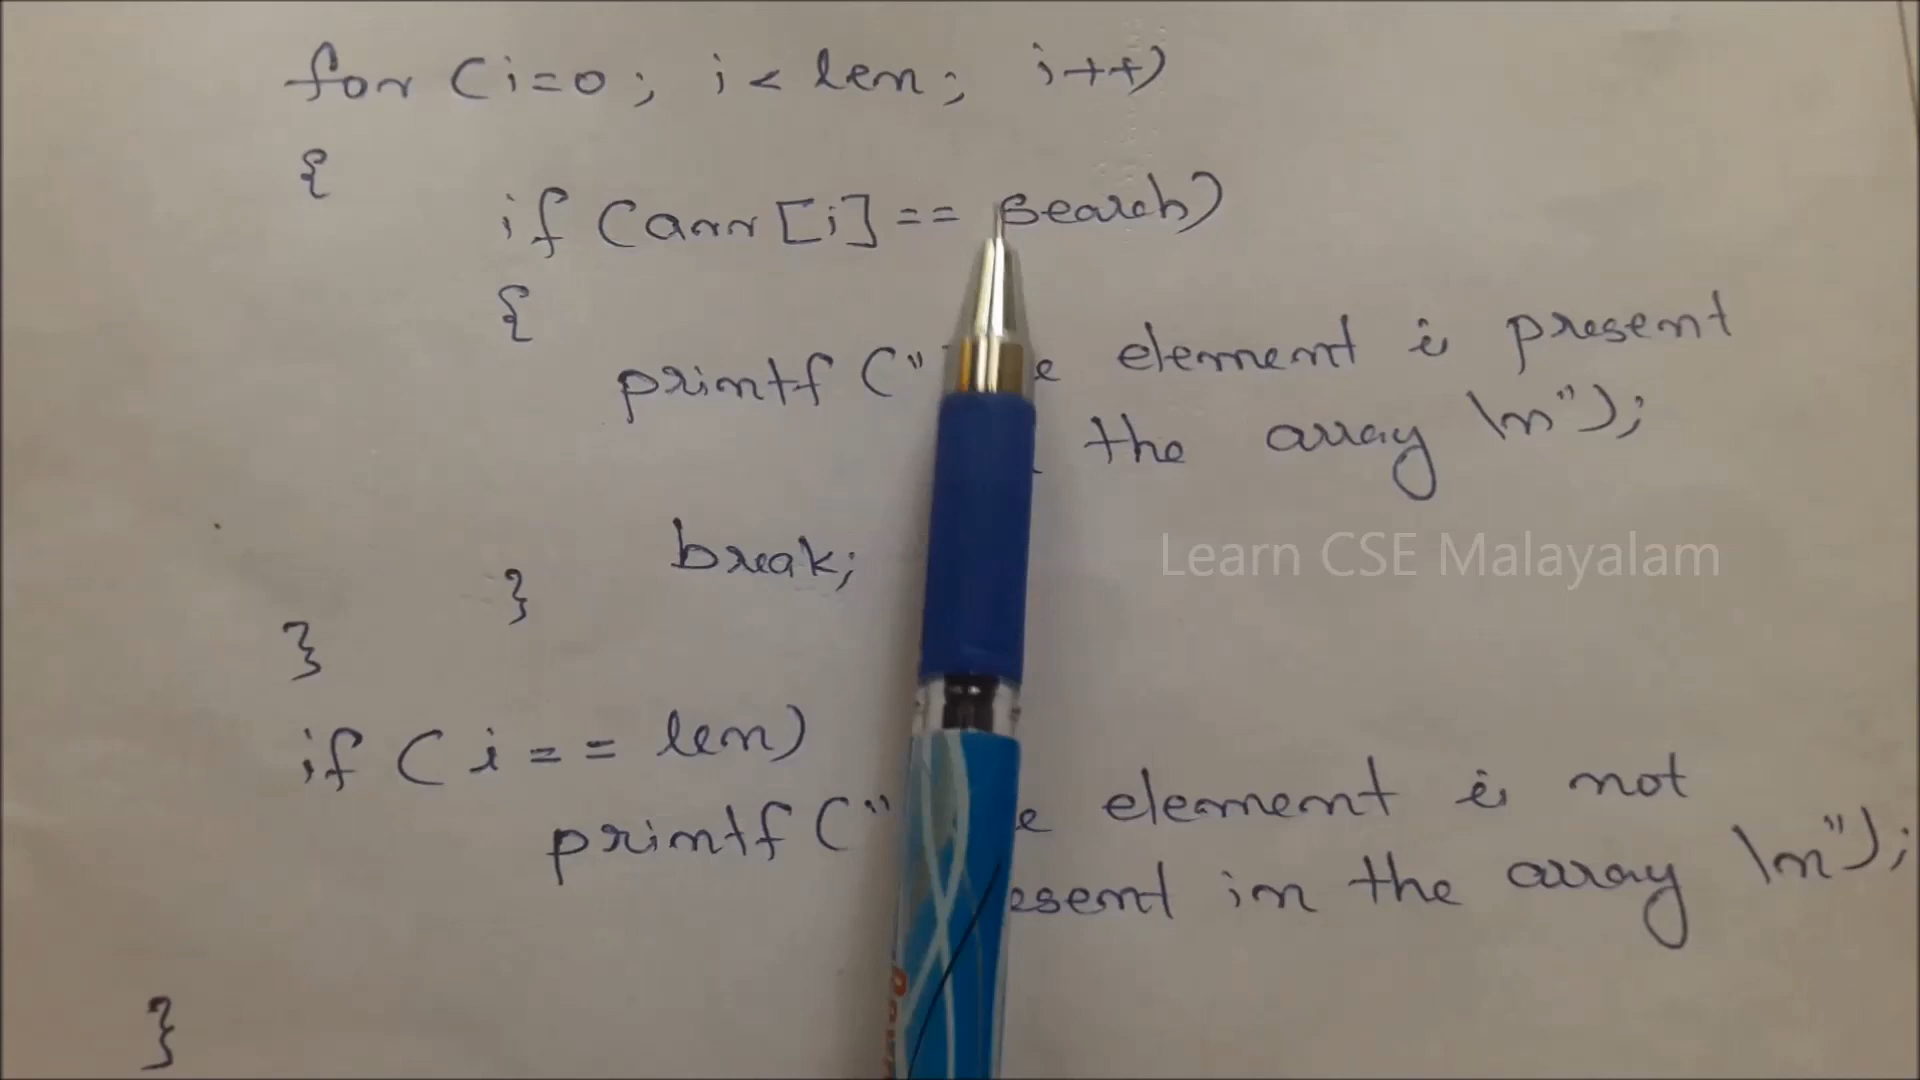 for (i=0; i< len; i++)
{
if (arr[i] == search)
{
printf (" element is present
the array \n");
break;
}
}
if (i == len)
printf (" element is not
in the array \n");
}
Learn CSE Malayalam